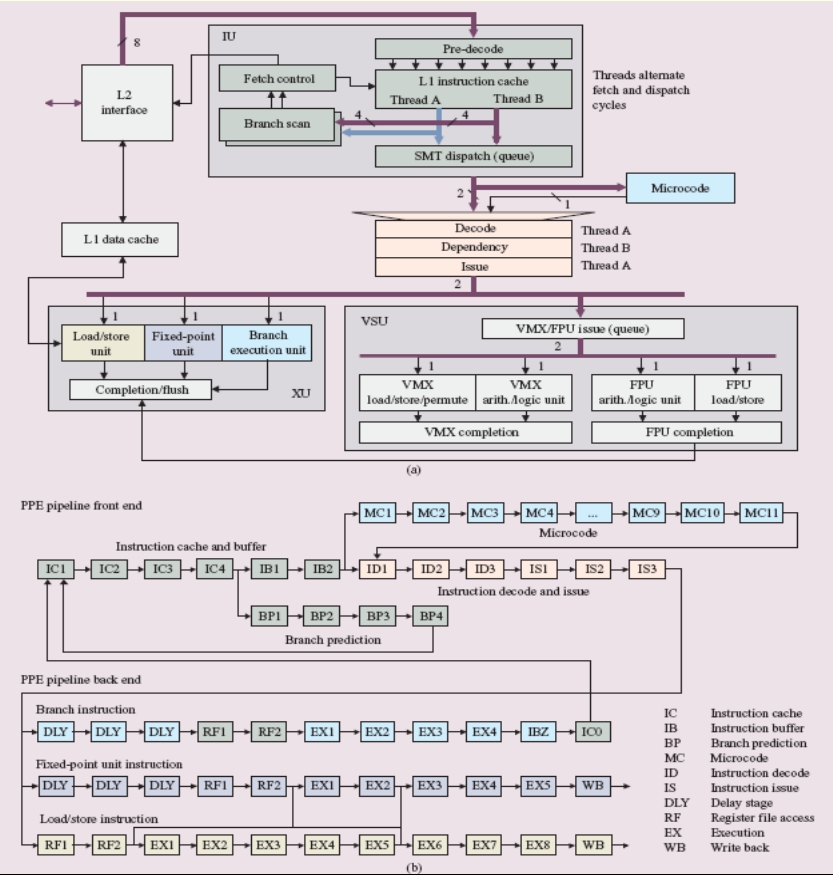 8
IU
Pre-decode
L2
interface
Fetch control
L1 instruction cache
Thread A Thread B
Threads alternate
fetch and dispatch
cycles
Branch scan
4 4
SMT dispatch (queue)
2
1
Microcode
L1 data cache
Decode
Thread A
Dependency
Thread B
Issue
Thread A
2
1 1 1
Load/store
unit
Fixed-point
unit
Branch
execution unit
Completion/flush
XU
VSU
VMX/FPU issue (queue)
2
1 1 1 1
VMX
load/store/permute
VMX
arith./logic unit
FPU
arith./logic unit
FPU
load/store
VMX completion
FPU completion
(a)
PPE pipeline front end
MC1 MC2 MC3 MC4 ... MC9 MC10 MC11
Microcode
Instruction cache and buffer
IC1 IC2 IC3 IC4 IB1 IB2 ID1 ID2 ID3 IS1 IS2 IS3
Instruction decode and issue
BP1 BP2 BP3 BP4
Branch prediction
PPE pipeline back end
Branch instruction
DLY DLY DLY RF1 RF2 EX1 EX2 EX3 EX4 IBZ IC0
Fixed-point unit instruction
DLY DLY DLY RF1 RF2 EX1 EX2 EX3 EX4 EX5 WB
Load/store instruction
RF1 RF2 EX1 EX2 EX3 EX4 EX5 EX6 EX7 EX8 WB
IC Instruction cache
IB Instruction buffer
BP Branch prediction
MC Microcode
ID Instruction decode
IS Instruction issue
DLY Delay stage
RF Register file access
EX Execution
WB Write back
(b)